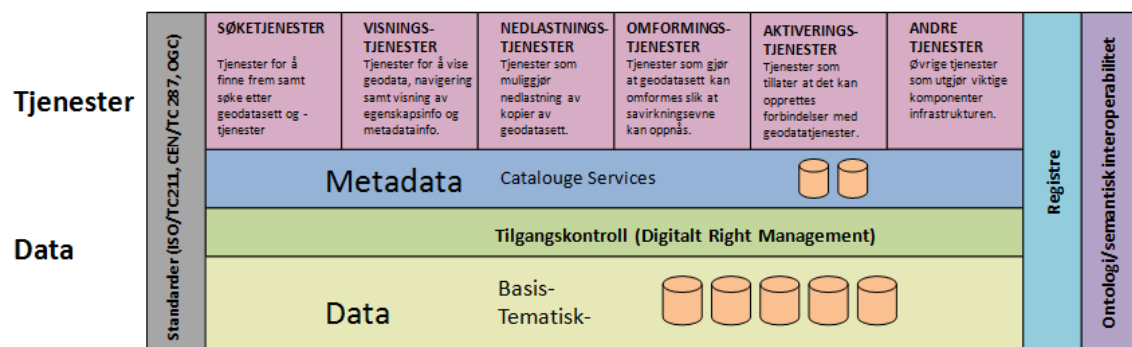 Tjenester
Data
Standarder (ISO/TC211, CEN/TC 287, OGC)
SØKETJENESTER
Tjenester for å
finne frem samt
søke etter
geodatasett og -
tjenester
VISNINGS-
TJENESTER
Tjenester for å vise
geodata, navigering
samt visning av
egenskapsinfo og
metadatainfo.
NEDLASTNINGS-
TJENESTER
Tjenester som
muliggjør
nedlastning av
kopier av
geodatasett.
OMFORMINGS-
TJENESTER
Tjenester som gjør
at geodatasett kan
omformes slik at
savirkningsevne
kan oppnås.
AKTIVERINGS-
TJENESTER
Tjenester som
tillater at det kan
opprettes
forbindelser med
geodatatjenester.
ANDRE
TJENESTER
Øvrige tjenester
som utgjør viktige
komponenter
infrastrukturen.
Metadata
Catalouge Services
Tilgangskontroll (Digitalt Right Management)
Data
Basis-
Tematisk-
Registre
Ontologi/semantisk interoperabilitet